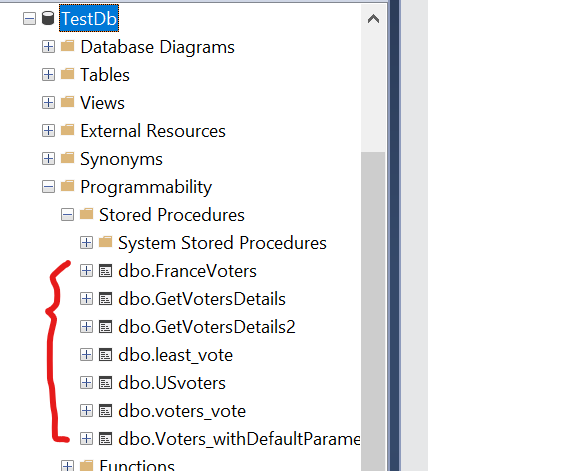 TestDb
Database Diagrams
Tables
Views
External Resources
Synonyms
Programmability
Stored Procedures
System Stored Procedures
dbo.FranceVoters
dbo.GetVotersDetails
dbo.GetVotersDetails2
dbo.least_vote
dbo.USvoters
dbo.voters_vote
dbo.Voters_withDefaultParame
Functions